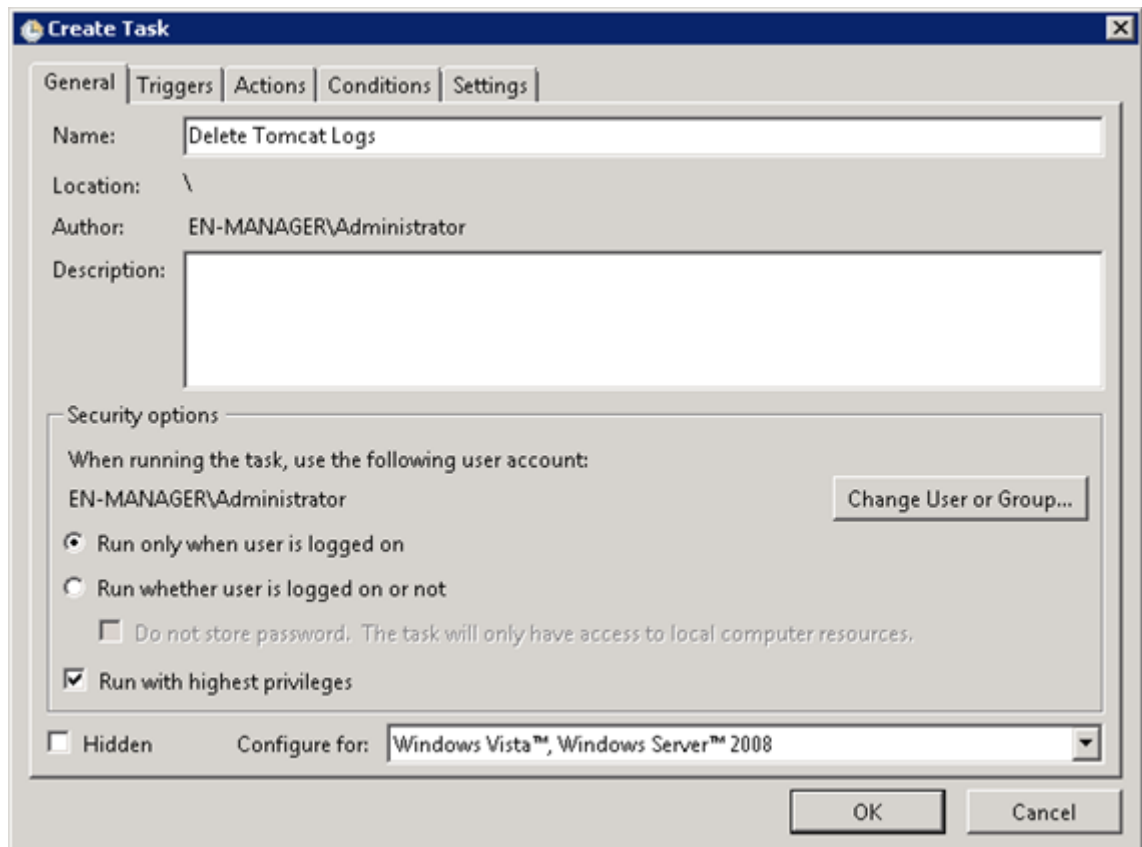 Create Task
General Triggers Actions Conditions Settings
Name: Delete Tomcat Logs
Location: \
Author: EN-MANAGER\Administrator
Description:
Security options
When running the task, use the following user account:
EN-MANAGER\Administrator Change User or Group...
Run only when user is logged on
Run whether user is logged on or not
Do not store password. The task will only have access to local computer resources.
Run with highest privileges
Hidden Configure for: Windows Vista™, Windows Server™ 2008
OK Cancel